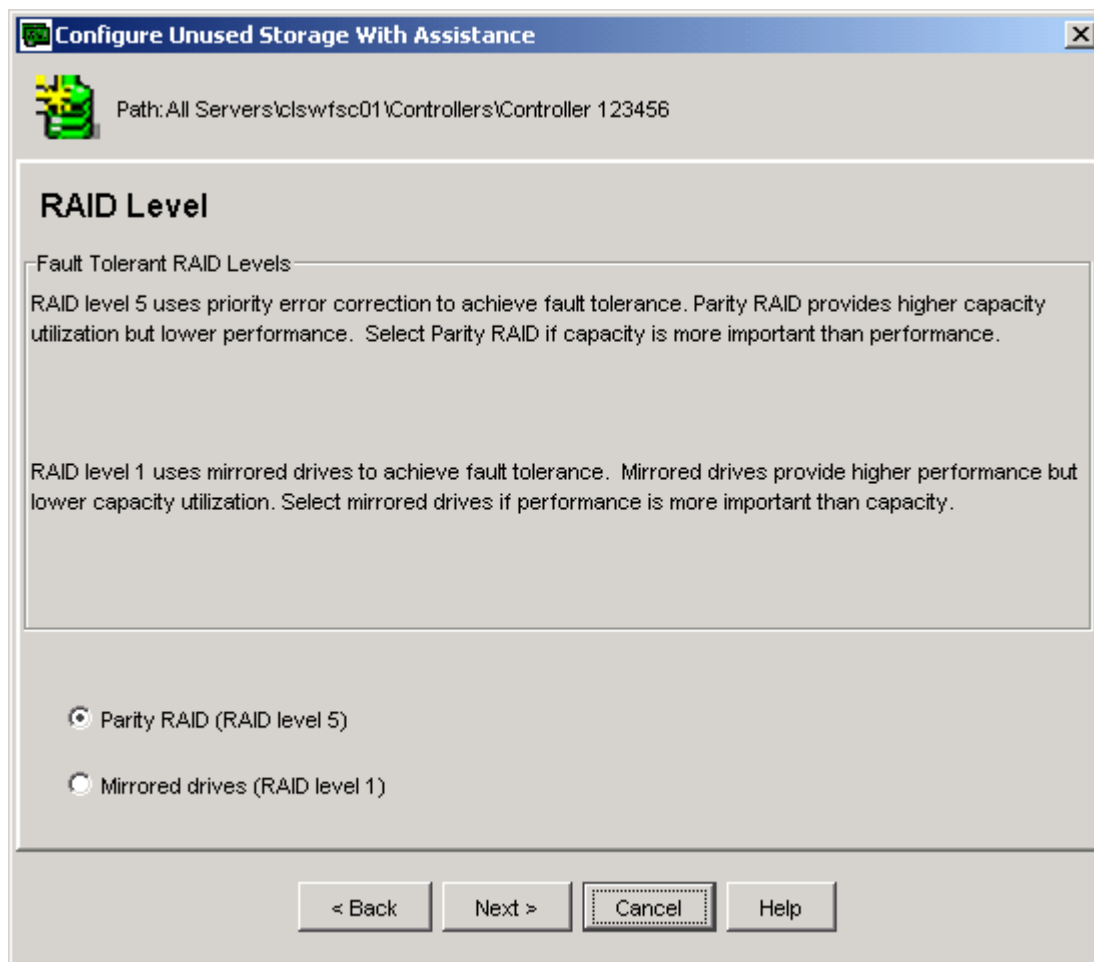 Configure Unused Storage With Assistance
Path:All Servers\clswfsc01\Controllers\Controller 123456
RAID Level
Fault Tolerant RAID Levels
RAID level 5 uses priority error correction to achieve fault tolerance. Parity RAID provides higher capacity
utilization but lower performance.  Select Parity RAID if capacity is more important than performance.
RAID level 1 uses mirrored drives to achieve fault tolerance.  Mirrored drives provide higher performance but
lower capacity utilization. Select mirrored drives if performance is more important than capacity.
Parity RAID (RAID level 5)
Mirrored drives (RAID level 1)
< Back Next > Cancel Help